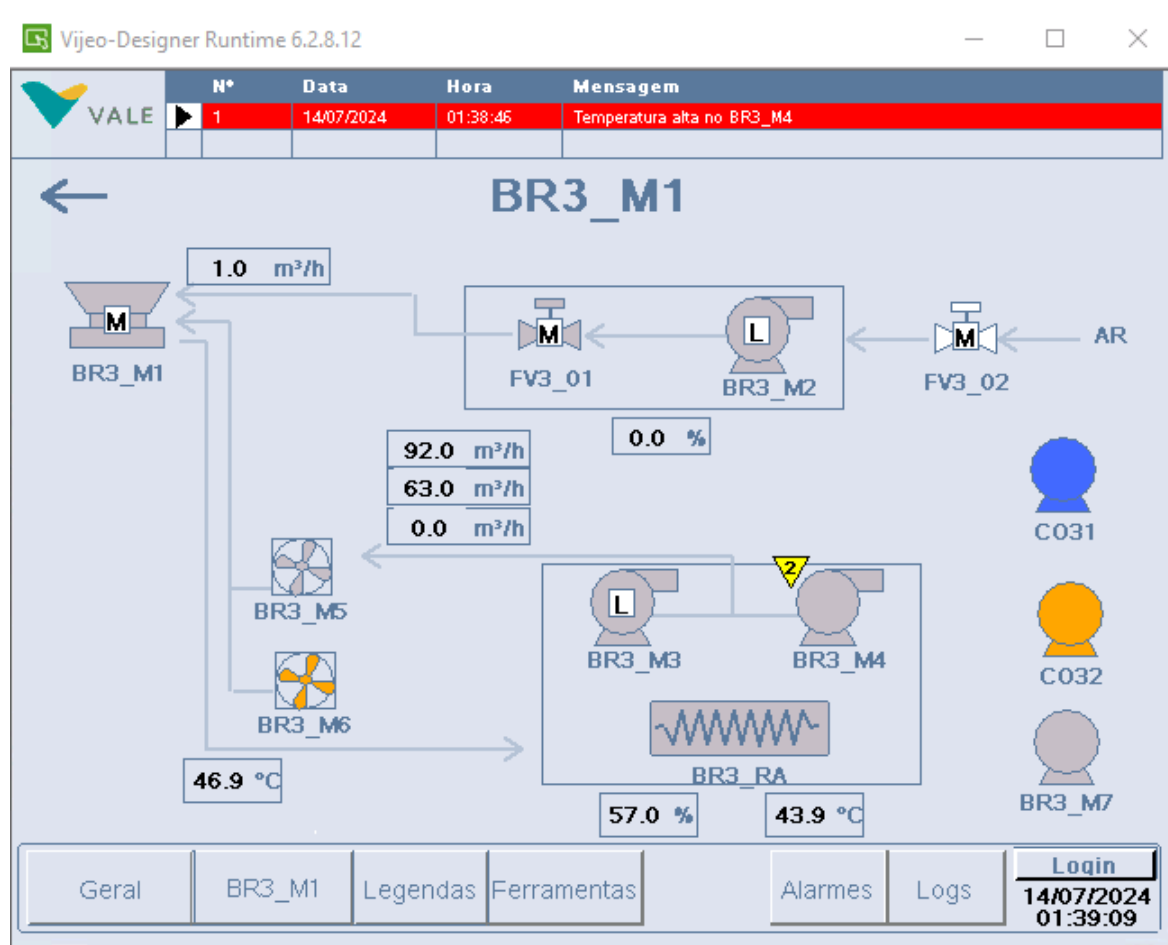 Vijeo-Designer Runtime 6.2.8.12
VALE
Nº Data Hora Mensagem
1 14/07/2024 01:38:46 Temperatura alta no BR3_M4
BR3_M1
1.0 m³/h
M
BR3_M1
M
FV3_01
L
BR3_M2
M
FV3_02
AR
0.0 %
92.0 m³/h
63.0 m³/h
0.0 m³/h
CO31
BR3_M5
L
BR3_M3
2
BR3_M4
CO32
BR3_M6
BR3_RA
BR3_M7
46.9 ºC
57.0 %
43.9 ºC
Geral
BR3_M1
Legendas
Ferramentas
Alarmes
Logs
Login
14/07/2024
01:39:09